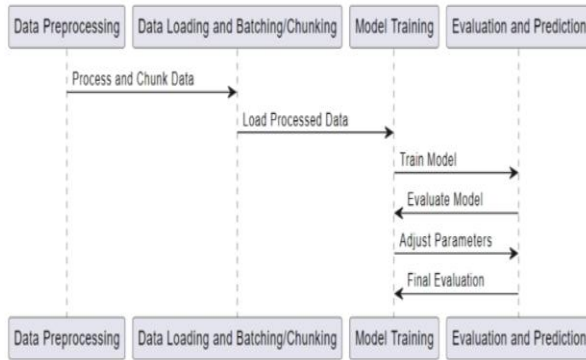 Data Preprocessing Data Loading and Batching/Chunking Model Training Evaluation and Prediction
Process and Chunk Data
Load Processed Data
Train Model
Evaluate Model
Adjust Parameters
Final Evaluation
Data Preprocessing Data Loading and Batching/Chunking Model Training Evaluation and Prediction